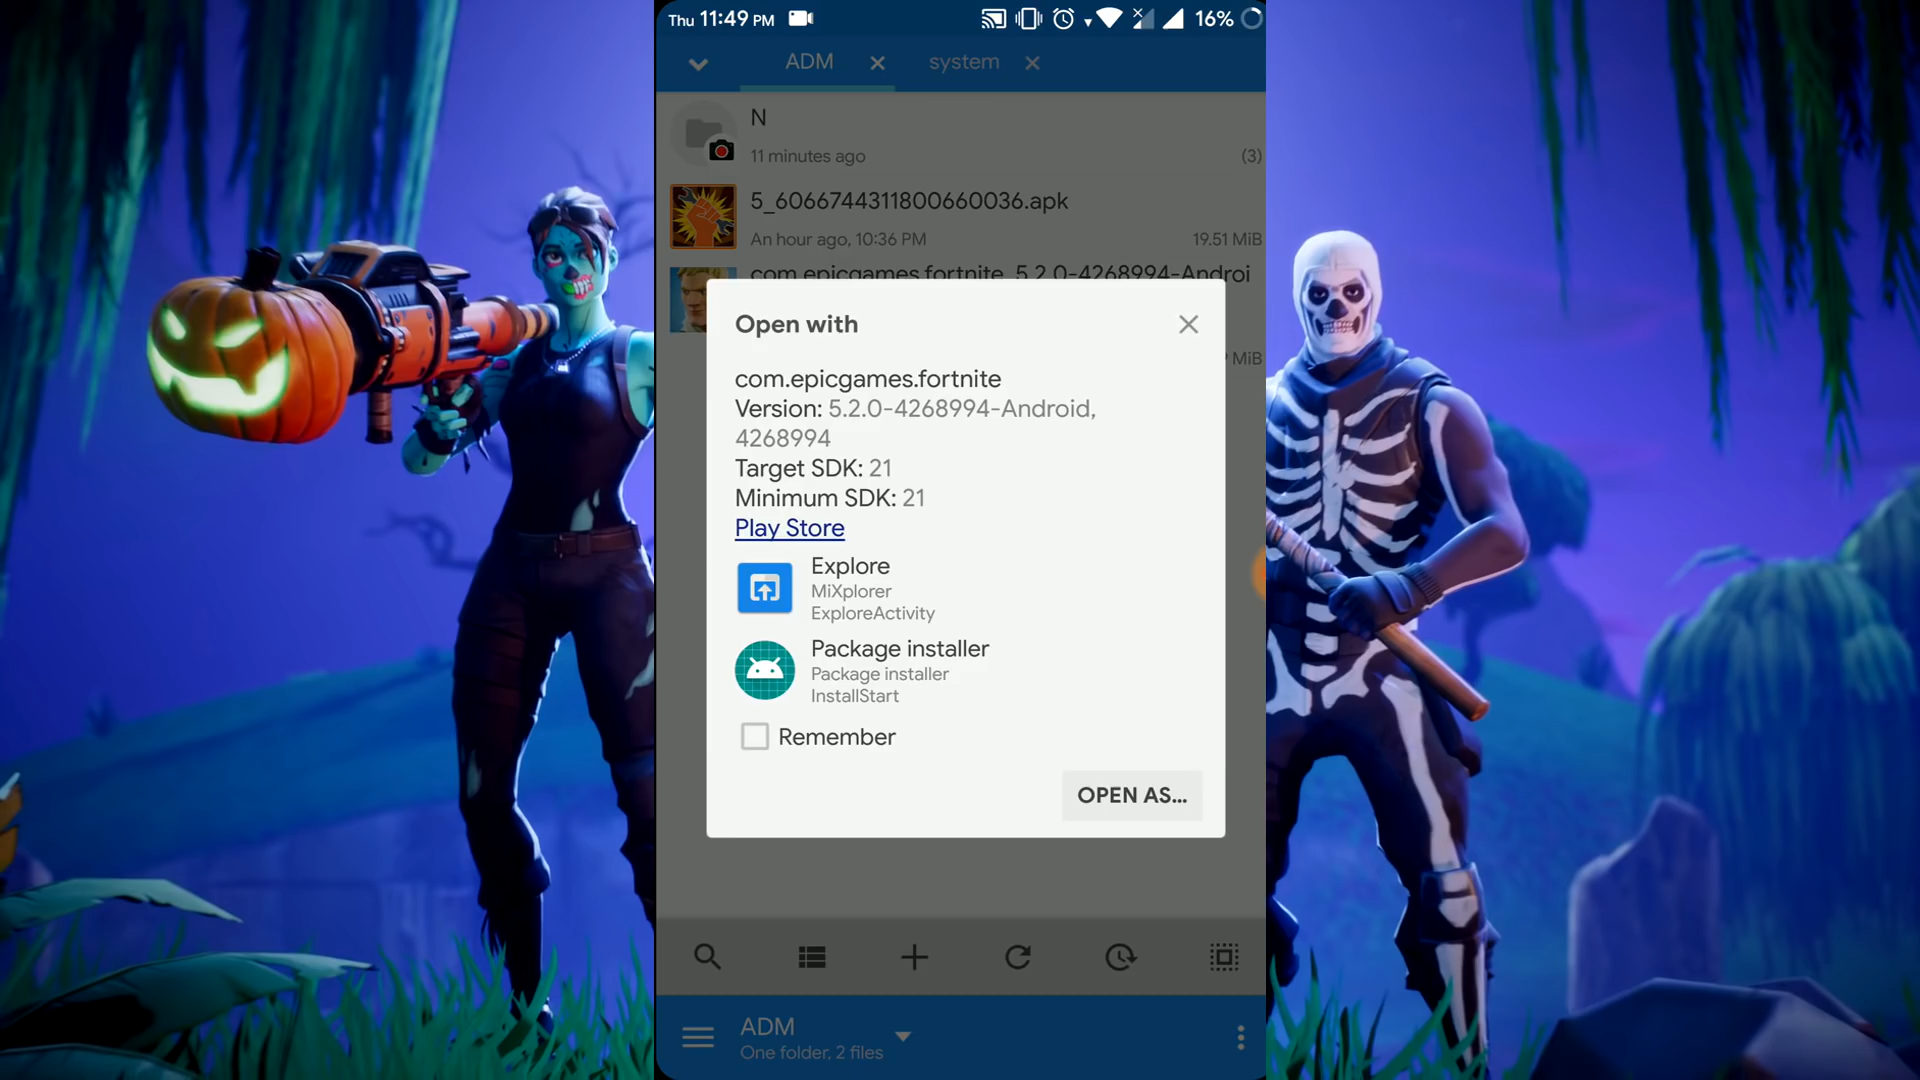 Thu 11:49 PM
16%
ADM
system
N
11 minutes ago
(3)
5_6066744311800660036.apk
An hour ago, 10:36 PM
19.51 MiB
com.epicgames.fortnite_5.2.0-4268994-Androi
MiB
Open with
com.epicgames.fortnite
Version: 5.2.0-4268994-Android,
4268994
Target SDK: 21
Minimum SDK: 21
Play Store
Explore
MiXplorer
ExploreActivity
Package installer
Package installer
InstallStart
Remember
OPEN AS...
ADM
One folder, 2 files